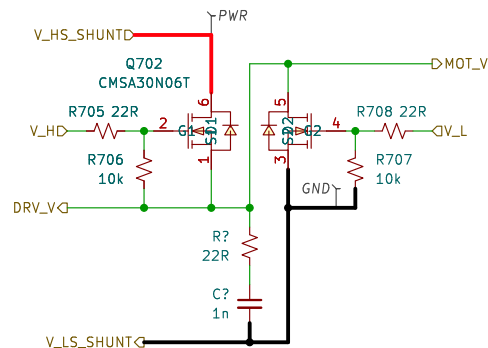 PWR
V_HS_SHUNT
Q702
CMSA30N06T
MOT_V
6
5
R705 22R
R708 22R
V_H
2
G1
SD1
SD2
G2
4
V_L
R706
10k
1
3
R707
10k
GND
DRV_V
R?
22R
C?
1n
V_LS_SHUNT